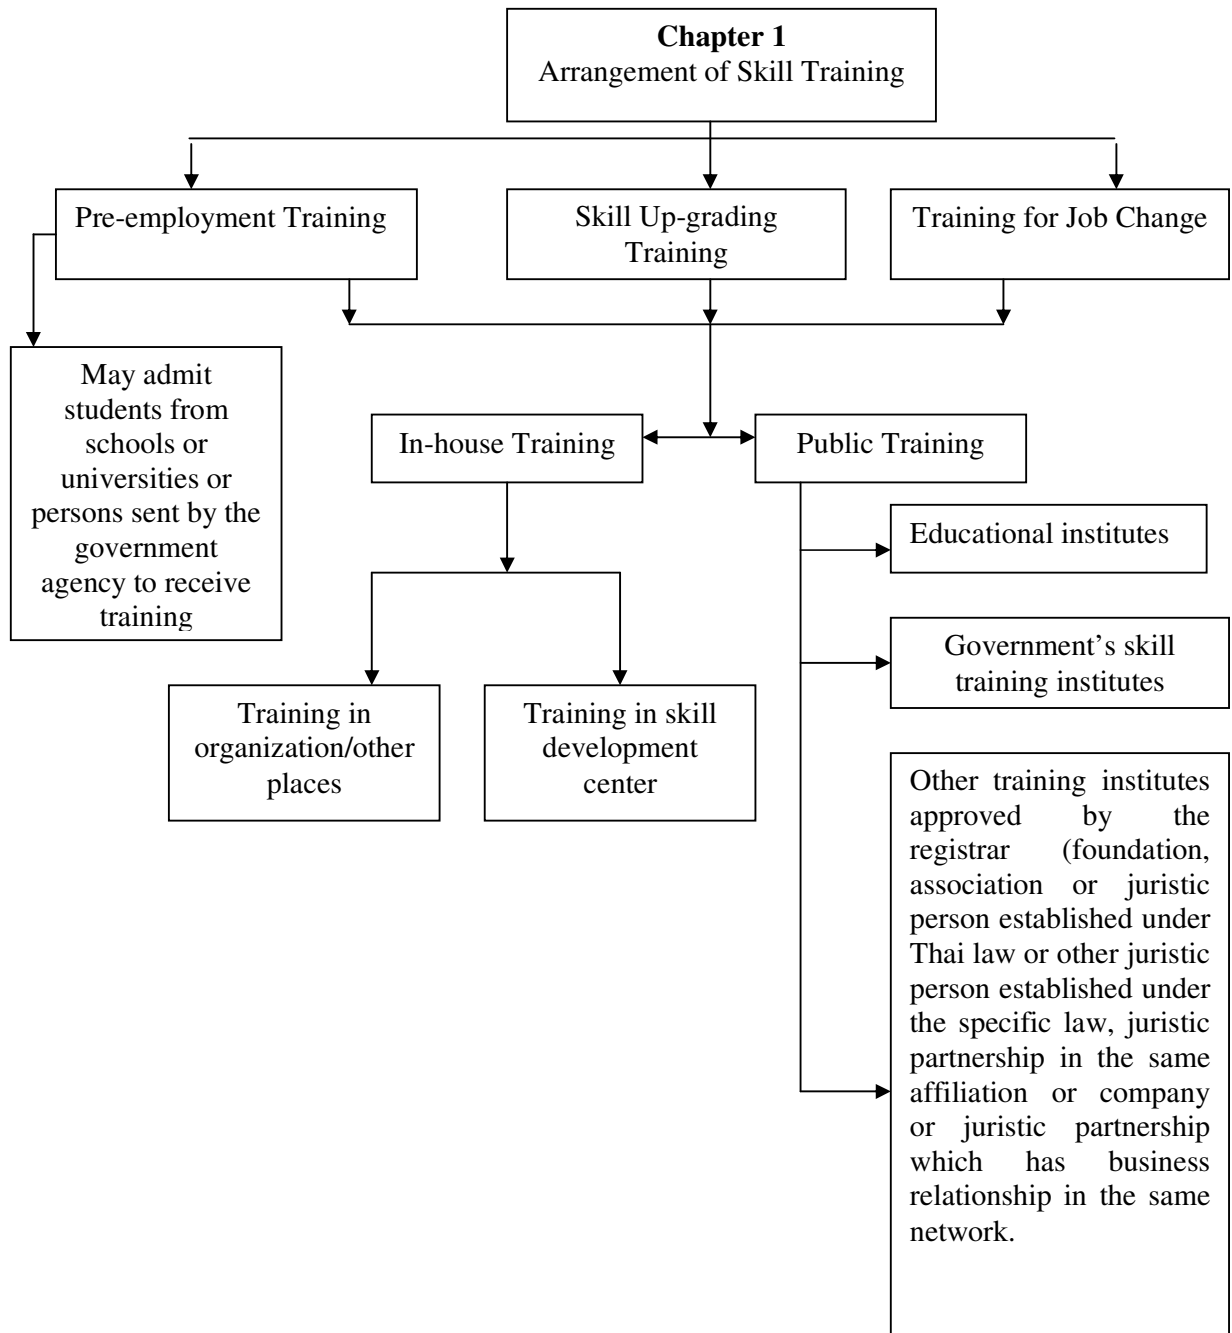 Chapter 1
Arrangement of Skill Training
Pre-employment Training
Skill Up-grading
Training
Training for Job Change
May admit
students from
schools or
universities or
persons sent by the
government
agency to receive
training
In-house Training
Public Training
Educational institutes
Government’s skill
training institutes
Training in
organization/other
places
Training in skill
development
center
Other training institutes
approved by the
registrar (foundation,
association or juristic
person established under
Thai law or other juristic
person established under
the specific law, juristic
partnership in the same
affiliation or company
or juristic partnership
which has business
relationship in the same
network.